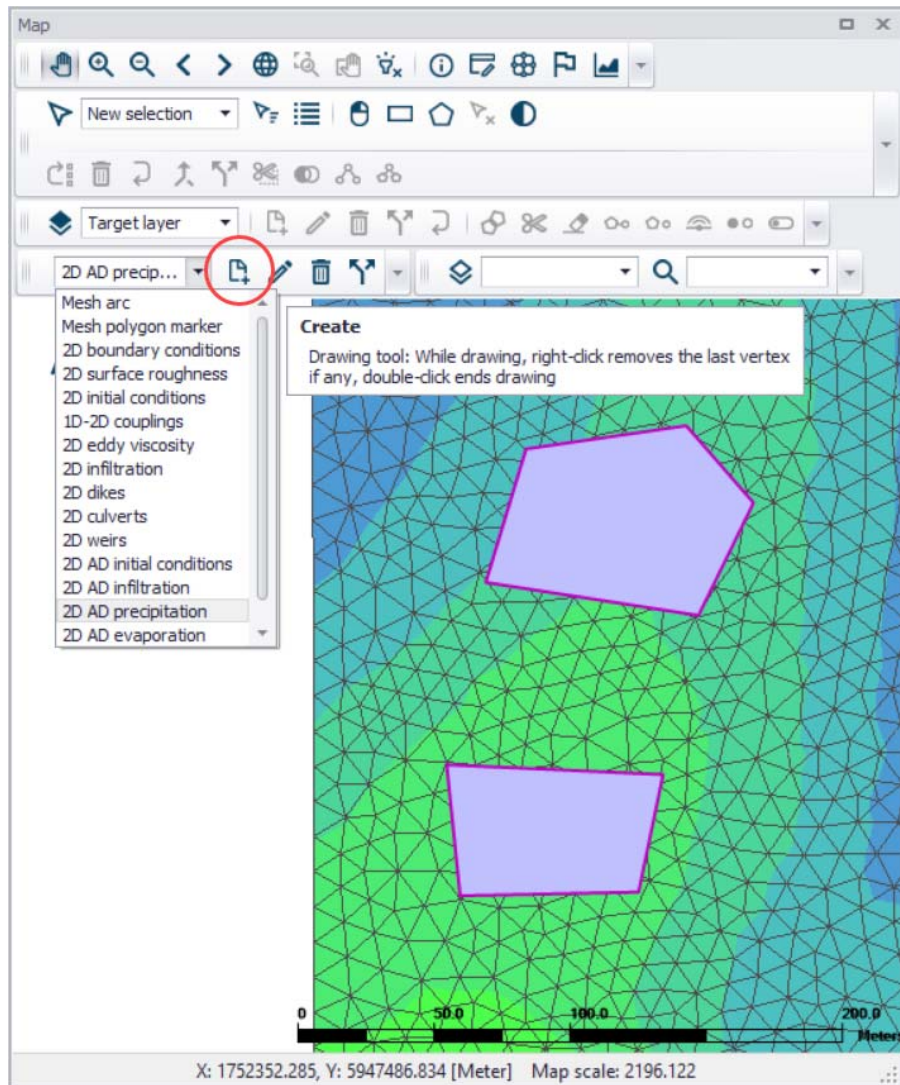 Map
New selection
Target layer
2D AD precip...
Mesh arc
Mesh polygon marker
2D boundary conditions
2D surface roughness
2D initial conditions
1D-2D couplings
2D eddy viscosity
2D infiltration
2D dikes
2D culverts
2D weirs
2D AD initial conditions
2D AD infiltration
2D AD precipitation
2D AD evaporation
Create
Drawing tool: While drawing, right-click removes the last vertex
if any, double-click ends drawing
0 50.0 100.0 200.0
Meters
X: 1752352.285, Y: 5947486.834 [Meter] Map scale: 2196.122